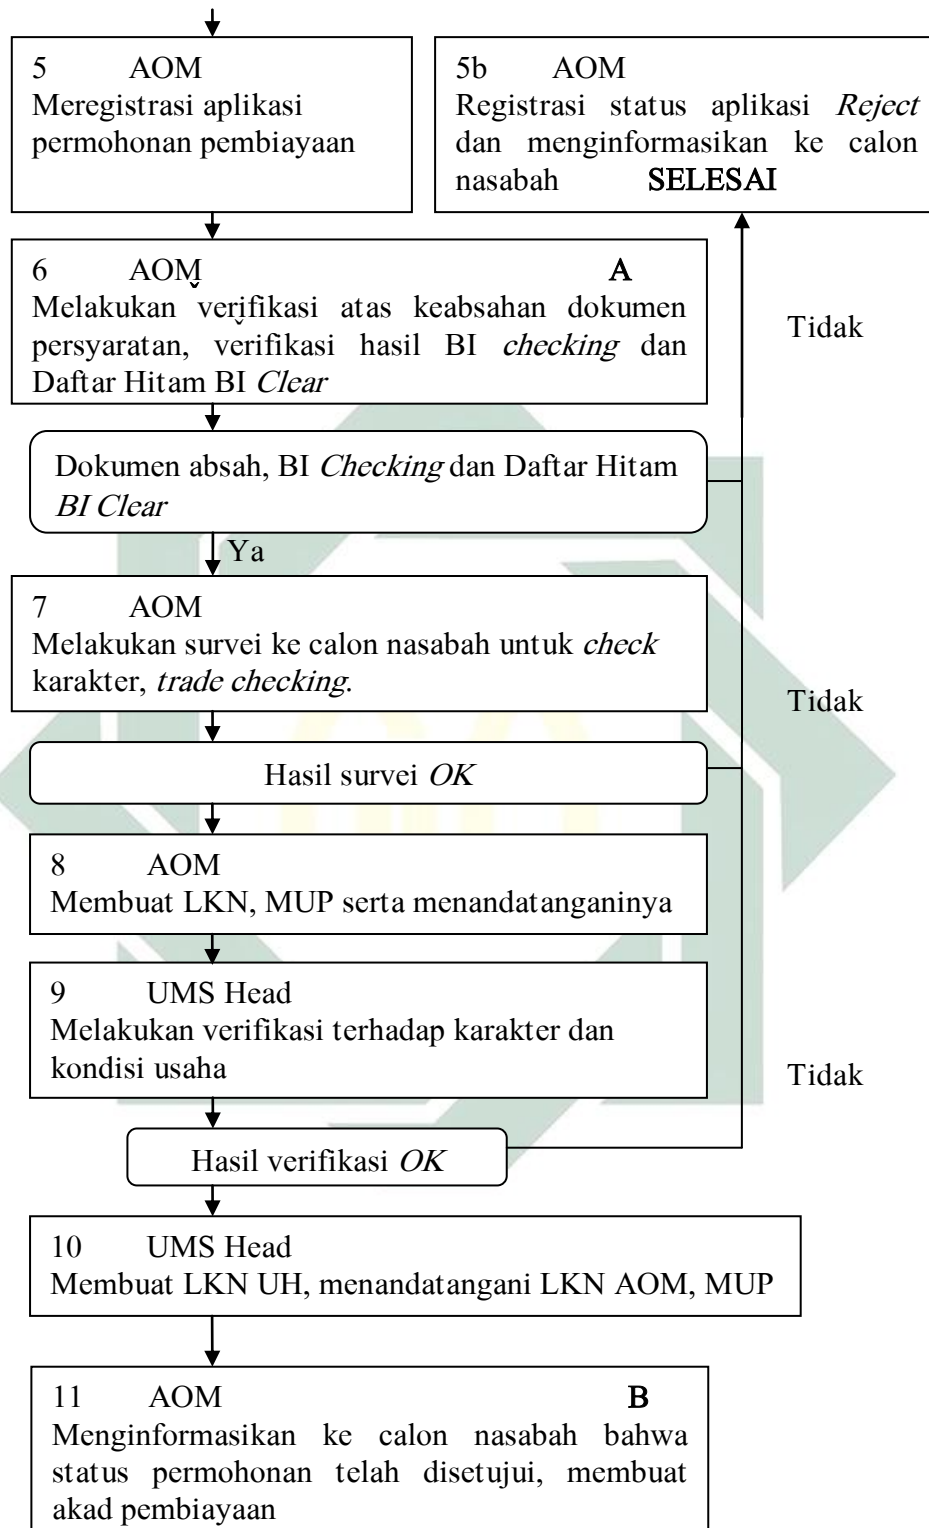 5 AOM
Meregistrasi aplikasi
permohonan pembiayaan
5b AOM
Registrasi status aplikasi Reject
dan menginformasikan ke calon
nasabah SELESAI
6 AOM A
Melakukan verifikasi atas keabsahan dokumen
persyaratan, verifikasi hasil BI checking dan
Daftar Hitam BI Clear
Tidak
Dokumen absah, BI Checking dan Daftar Hitam
BI Clear
Ya
7 AOM
Melakukan survei ke calon nasabah untuk check
karakter, trade checking.
Tidak
Hasil survei OK
8 AOM
Membuat LKN, MUP serta menandatanganinya
9 UMS Head
Melakukan verifikasi terhadap karakter dan
kondisi usaha
Tidak
Hasil verifikasi OK
10 UMS Head
Membuat LKN UH, menandatangani LKN AOM, MUP
11 AOM B
Menginformasikan ke calon nasabah bahwa
status permohonan telah disetujui, membuat
akad pembiayaan